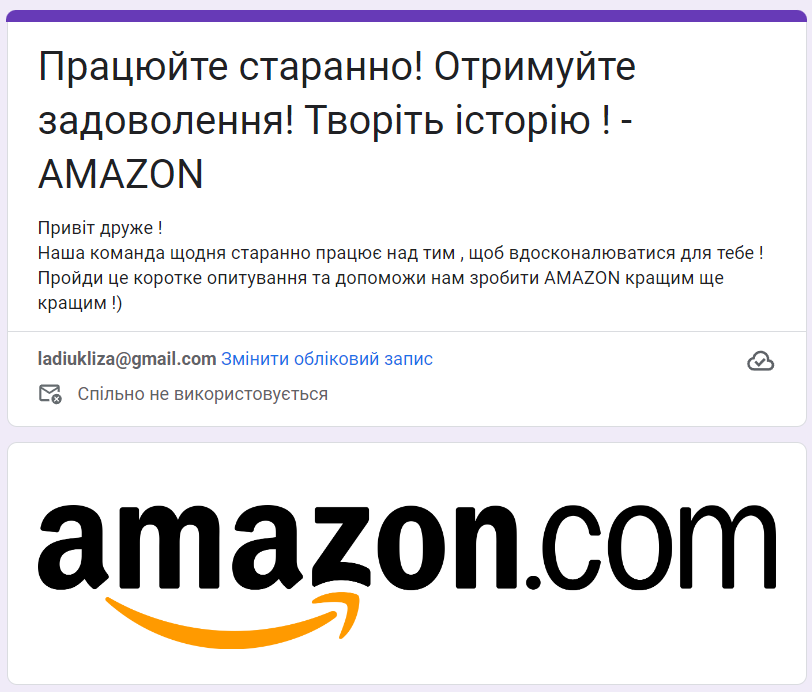 Працюйте старанно! Отримуйте
задоволення! Творіть історію ! -
AMAZON
Привіт друже !
Наша команда щодня старанно працює над тим , щоб вдосконалюватися для тебе !
Пройди це коротке опитування та допоможи нам зробити AMAZON кращим ще
кращим !)
ladiukliza@gmail.com Змінити обліковий запис
Спільно не використовується
amazon.com